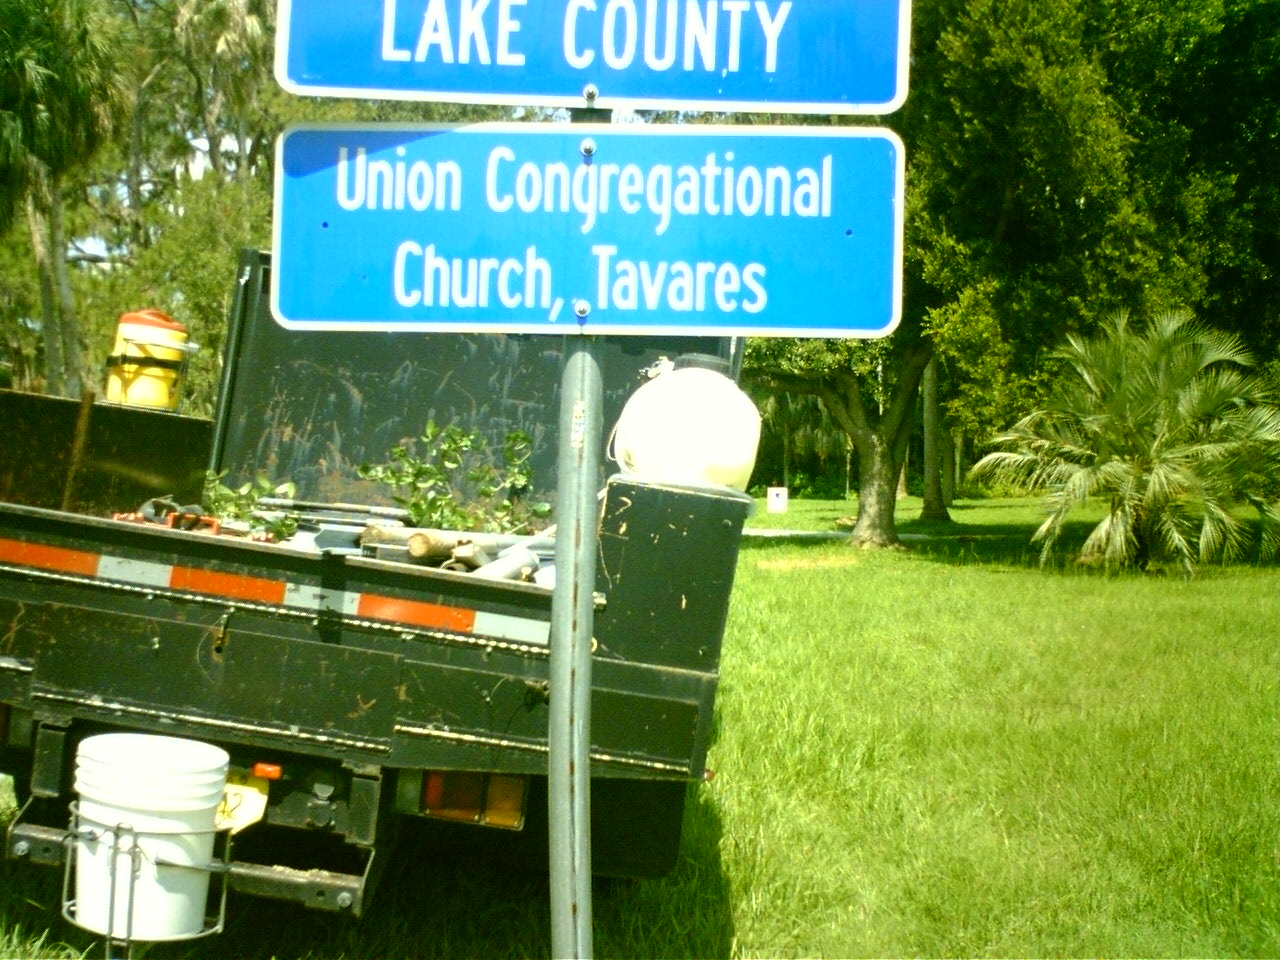 LAKE COUNTY
Union Congregational
Church, Tavares